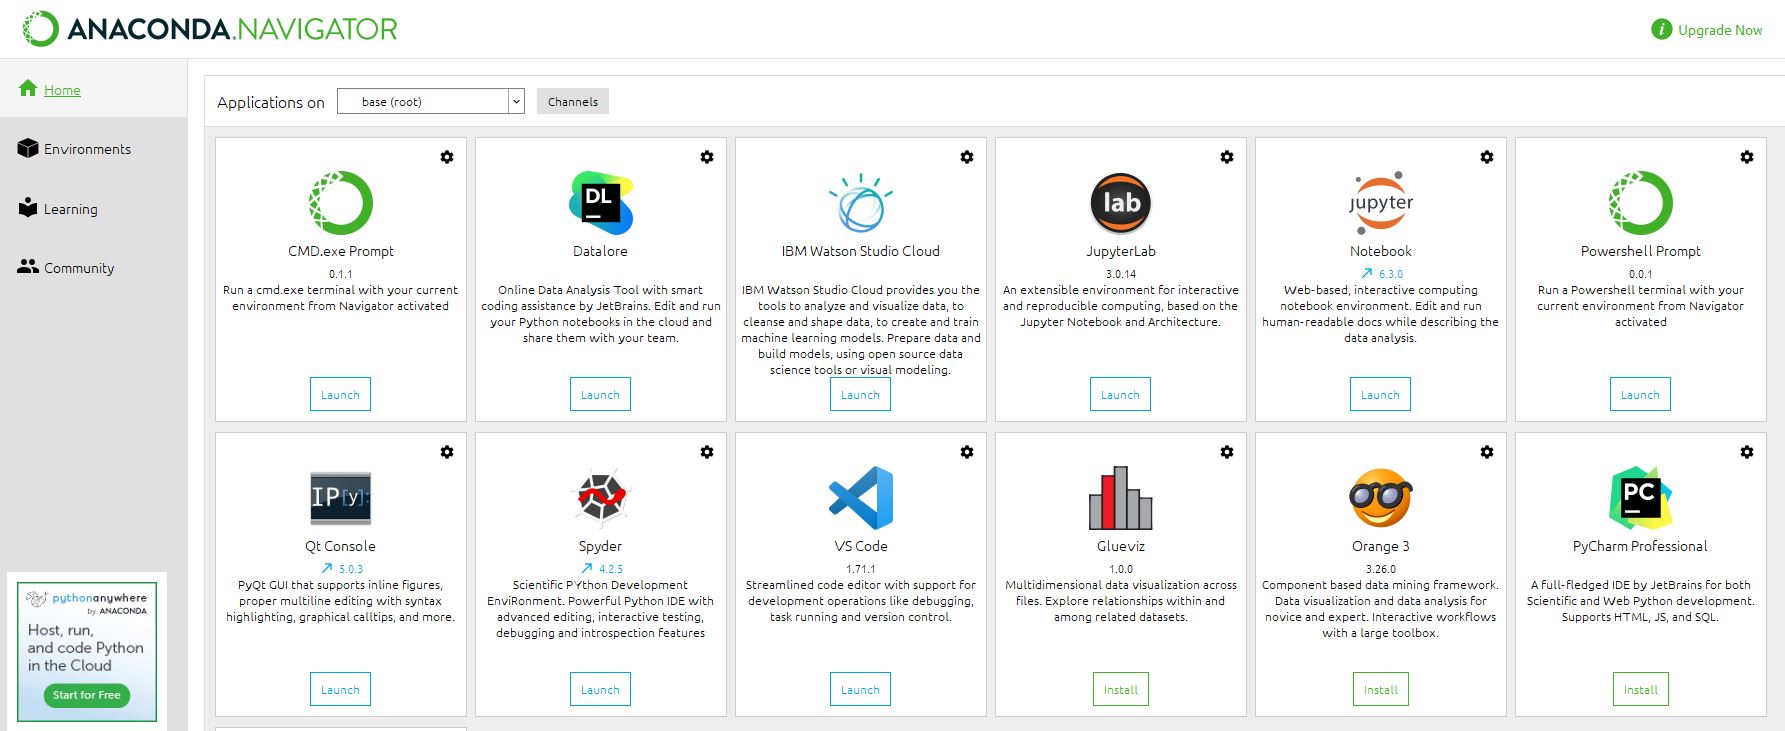 ANACONDA.NAVIGATOR
Upgrade Now
Home
Environments
Learning
Community
pythonanywhere
by ANACONDA
Host, run,
and code Python
in the Cloud
Start for Free
Applications on
base (root)
Channels
CMD.exe Prompt
0.1.1
Run a cmd.exe terminal with your current
environment from Navigator activated
Launch
DL
Datalore
Online Data Analysis Tool with smart
coding assistance by JetBrains. Edit and run
your Python notebooks in the cloud and
share them with your team.
Launch
IBM Watson Studio Cloud
IBM Watson Studio Cloud provides you the
tools to analyze and visualize data, to
cleanse and shape data, to create and train
machine learning models. Prepare data and
build models, using open source data
science tools or visual modeling.
Launch
lab
JupyterLab
3.0.14
An extensible environment for interactive
and reproducible computing, based on the
Jupyter Notebook and Architecture.
Launch
jupyter
Notebook
6.3.0
Web-based, interactive computing
notebook environment. Edit and run
human-readable docs while describing the
data analysis.
Launch
Powershell Prompt
0.0.1
Run a Powershell terminal with your
current environment from Navigator
activated
Launch
IP[y]:
Qt Console
5.0.3
PyQt GUI that supports inline figures,
proper multiline editing with syntax
highlighting, graphical calltips, and more.
Launch
Spyder
4.2.5
Scientific PYthon Development
EnviRonment. Powerful Python IDE with
advanced editing, interactive testing,
debugging and introspection features
Launch
VS Code
1.71.1
Streamlined code editor with support for
development operations like debugging,
task running and version control.
Launch
Glueviz
1.0.0
Multidimensional data visualization across
files. Explore relationships within and
among related datasets.
Install
Orange 3
3.26.0
Component based data mining framework.
Data visualization and data analysis for
novice and expert. Interactive workflows
with a large toolbox.
Install
PC
PyCharm Professional
A full-fledged IDE by JetBrains for both
Scientific and Web Python development.
Supports HTML, JS, and SQL.
Install